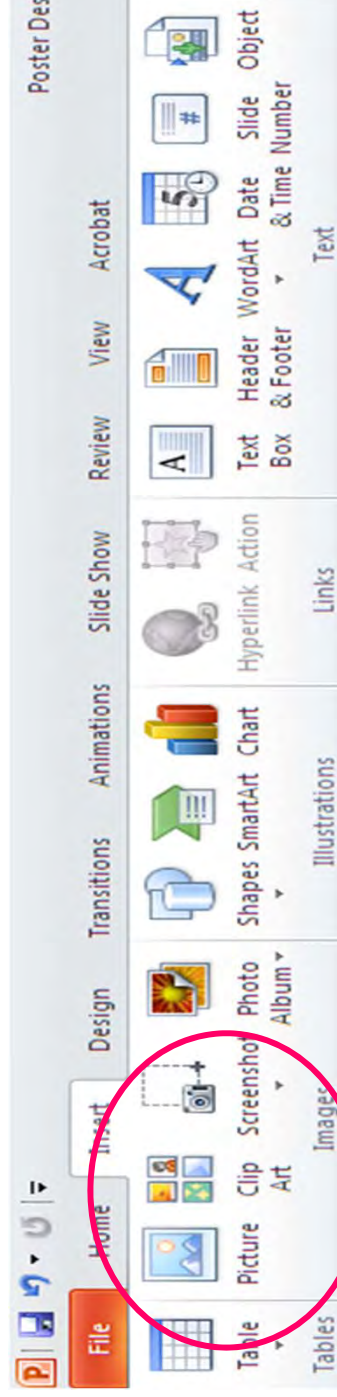 Poster Des
File Home Insert Design Transitions Animations Slide Show Review View Acrobat
Table Picture Clip Screenshot Photo Shapes SmartArt Chart Hyperlink Action Text Header WordArt Date Slide Object
Art Album Box & Footer & Time Number
Tables Images Illustrations Links Text